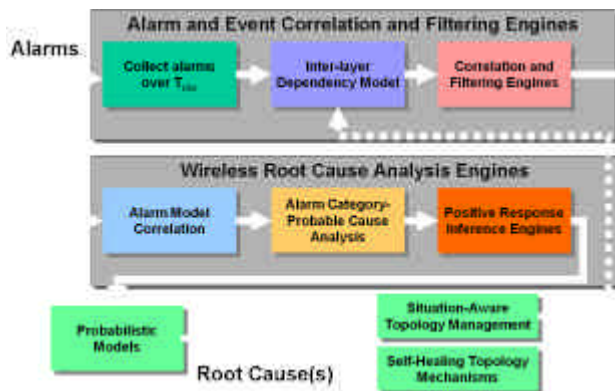 Alarm and Event Correlation and Filtering Engines
Alarms
Collect alarms
over T
Inter-layer
Dependency Model
Correlation and
Filtering Engines
Wireless Root Cause Analysis Engines
Alarm Model
Correlation
Alarm Category-
Probable Cause
Analysis
Positive Response
Inference Engines
Probabilistic
Models
Situation-Aware
Topology Management
Self-Healing Topology
Mechanisms
Root Cause(s)